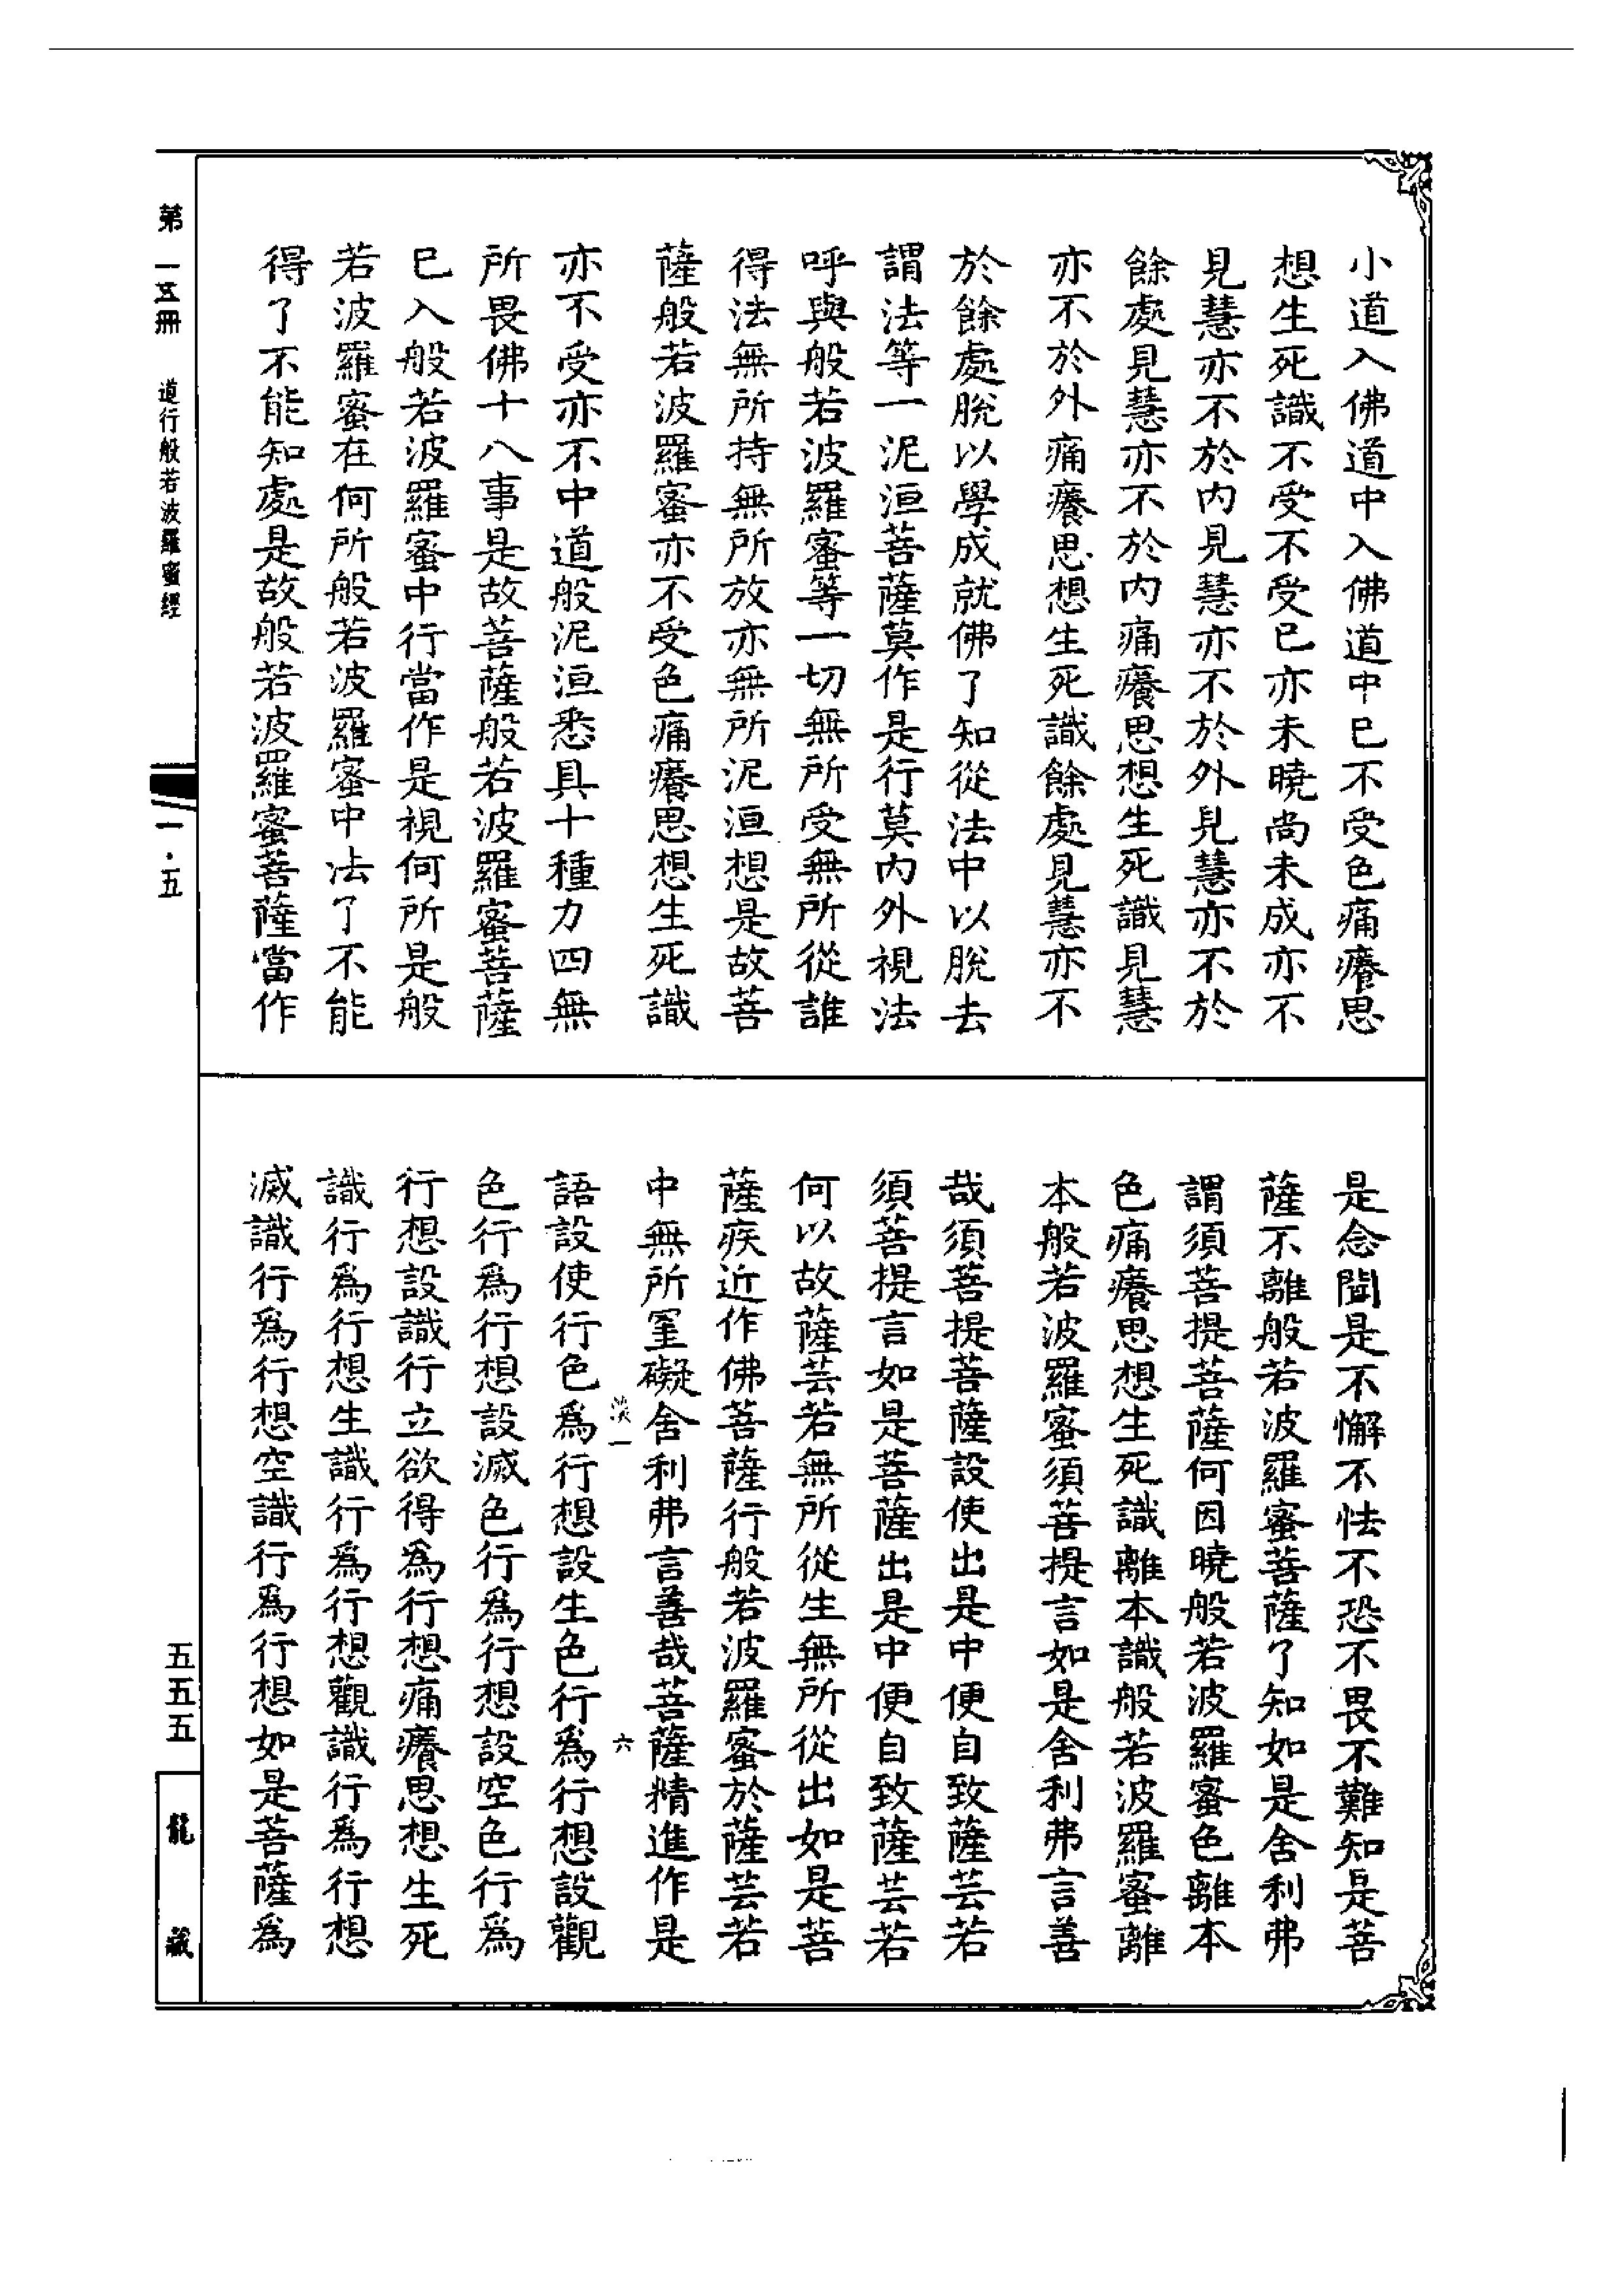 小道入佛道中入佛道中已不受色痛癢思
想生死識不受不受已亦未曉尚未成亦不
見慧亦不於内見慧亦不於外見慧亦不於
餘處見慧亦不於内痛癢思想生死識見慧
亦不於外痛癢思想生死識餘處見慧亦不
於餘處脫以學成就佛了知從法中以脫去
謂法等一泥洹菩薩莫作是行莫内外視法
呼與般若波羅蜜等一切無所受無所從誰
得法無所持無所放亦無所泥洹想是故菩
薩般若波羅蜜亦不受色痛癢思想生死識
亦不受亦不中道般泥洹悉具十種力四無
所畏佛十八事是故菩薩般若波羅蜜菩薩
已入般若波羅蜜中行當作是視何所是般
若波羅蜜在何所般若波羅蜜中法了不能
得了不能知處是故般若波羅蜜菩薩當作
是念聞是不懈不怯不恐不畏不難知是菩
薩不離般若波羅蜜菩薩了知如是舍利弗
謂須菩提菩薩何因曉般若波羅蜜色離本
色痛癢思想生死識離本識般若波羅蜜離
本般若波羅蜜須菩提言如是舍利弗言善
哉須菩提菩薩設使出是中便自致薩芸若
須菩提言如是菩薩出是中便自致薩芸若
何以故薩芸若無所從生無所從出如是菩
薩疾近作佛菩薩行般若波羅蜜於薩芸若
中無所罣礙舍利弗言善哉菩薩精進作是
淡一 六
語設使行色爲行想設生色行爲行想設觀
色行爲行想設滅色行爲行想設空色行爲
行想設識行立欲得爲行想痛癢思想生死
識行爲行想生識行爲行想觀識行爲行想
滅識行爲行想空識行爲行想如是菩薩爲
第一五冊 道行般若波羅蜜經
一·五
五五五
龍藏